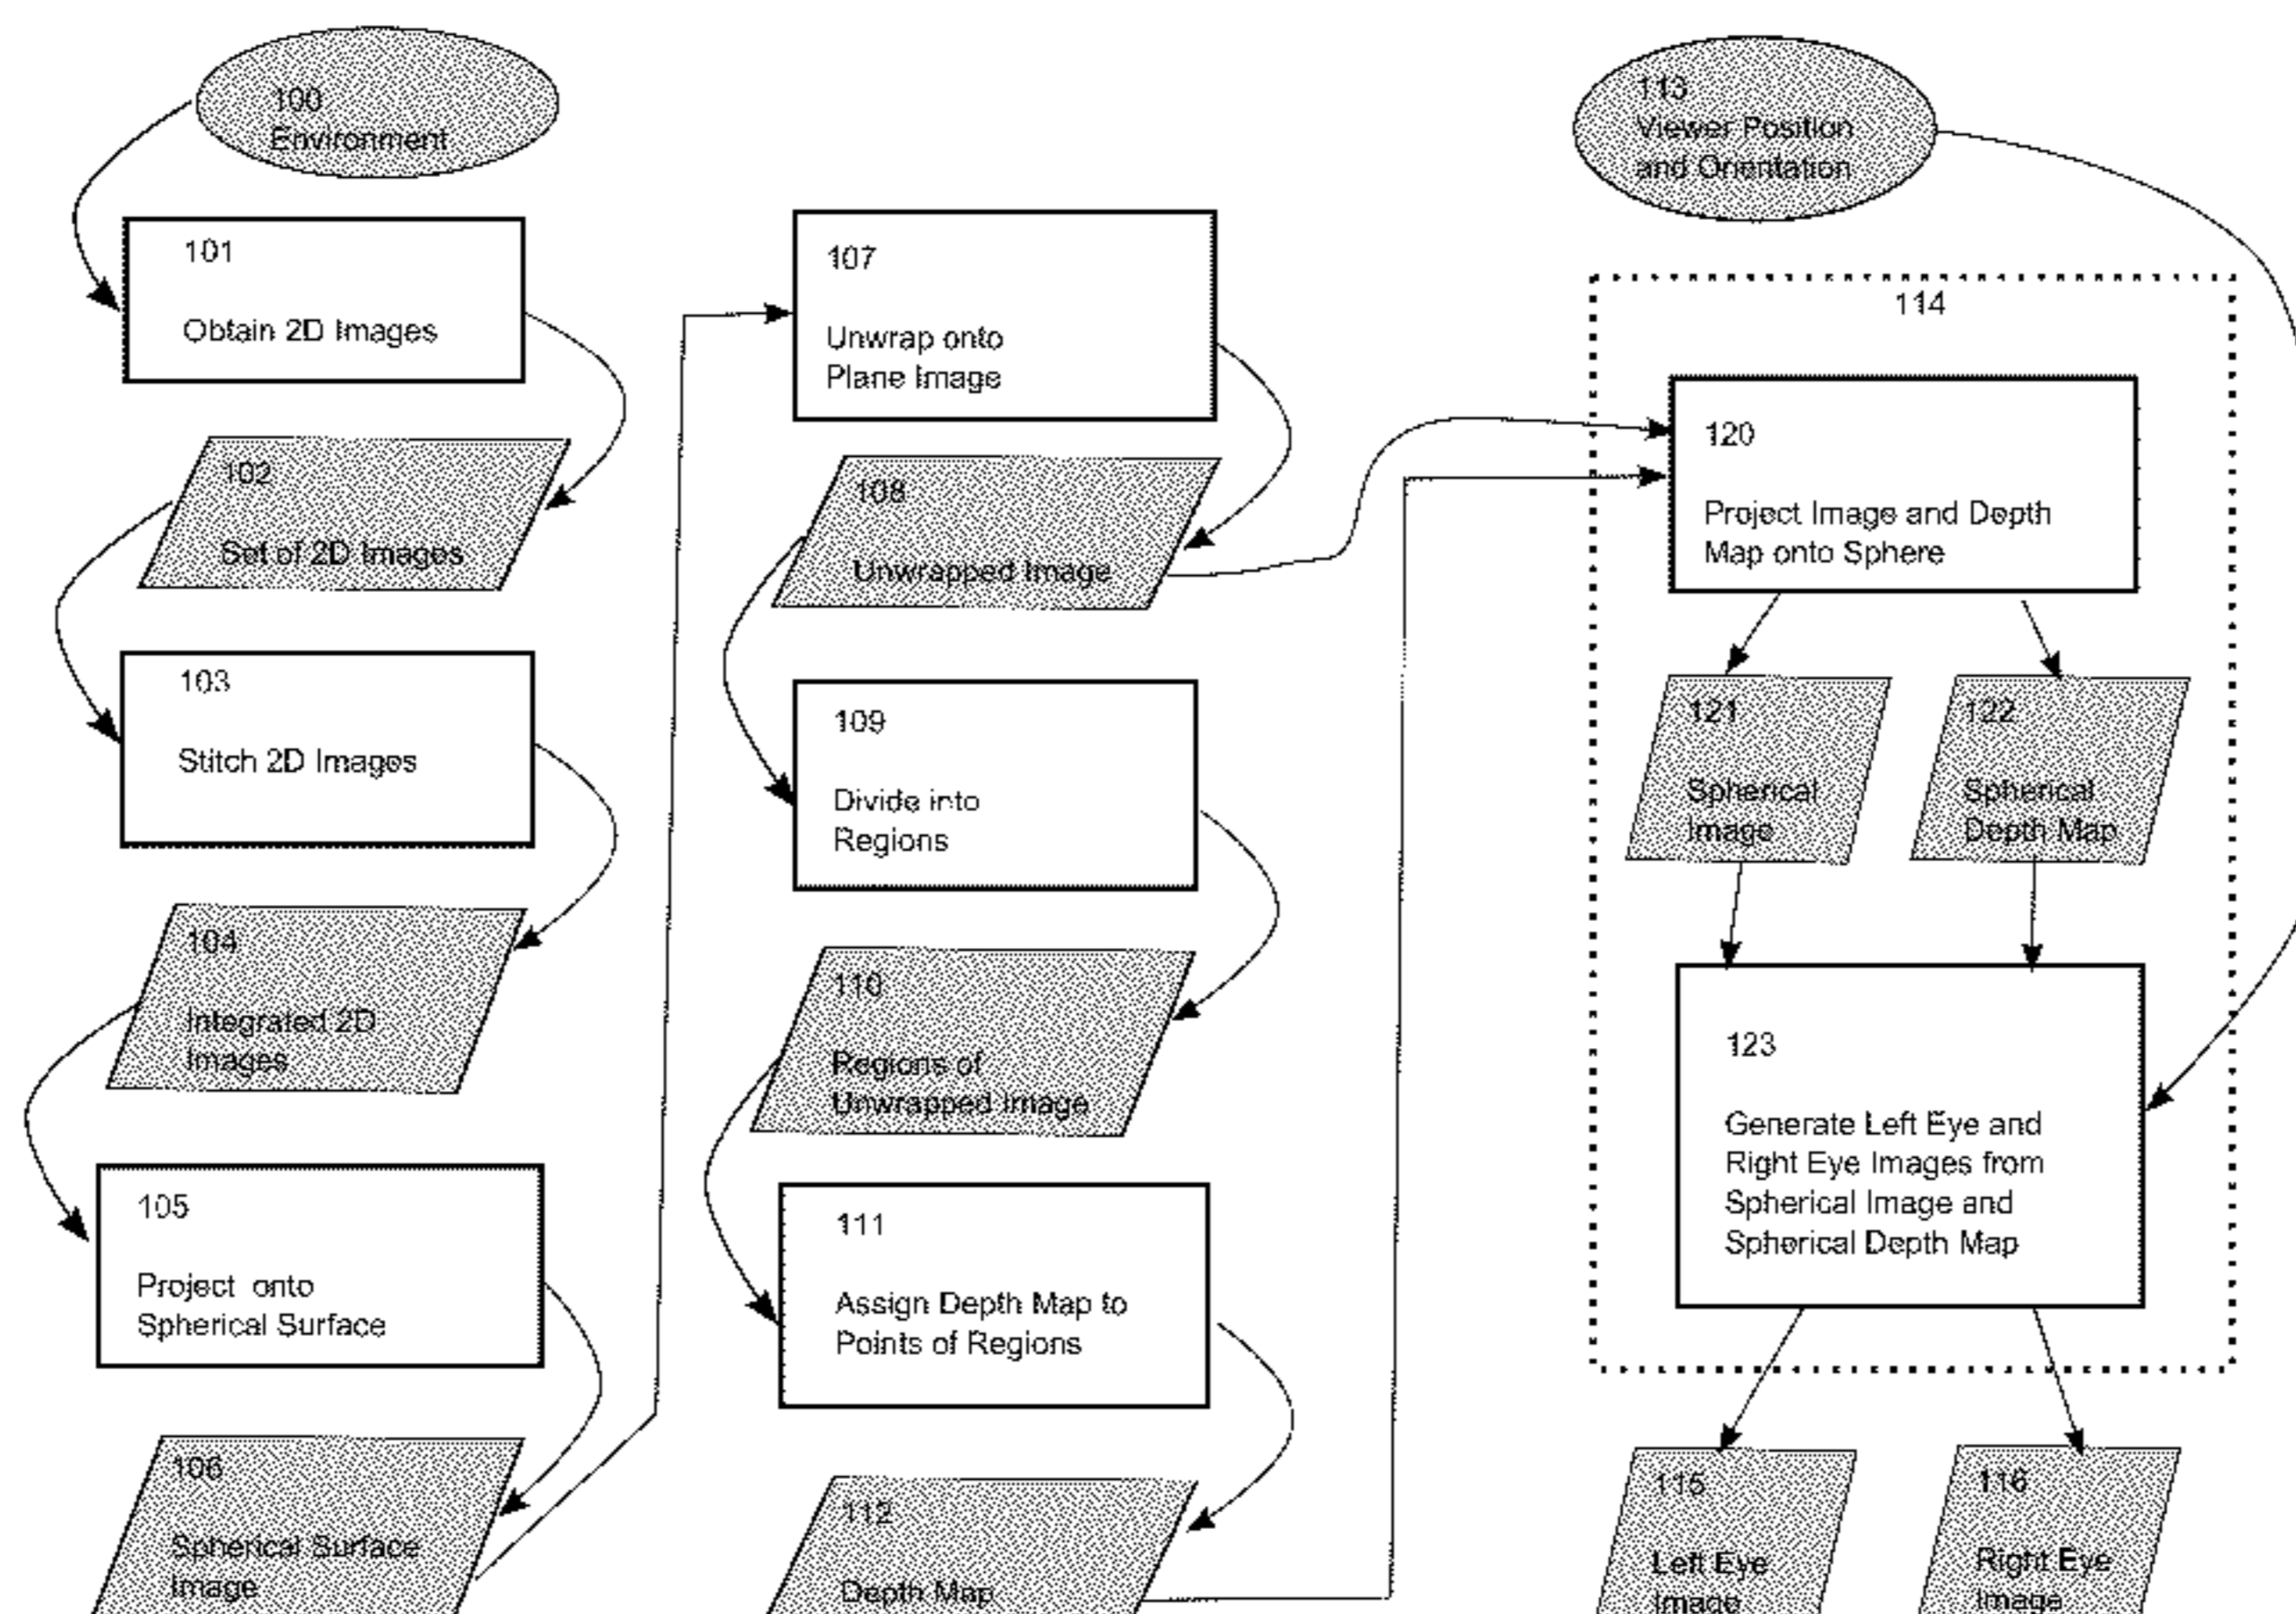 100
Environment
101
Obtain 2D Images
102
Set of 2D Images
103
Stitch 2D Images
104
Integrated 2D
Images
105
Project onto
Spherical Surface
106
Spherical Surface
Image
107
Unwrap onto
Plane Image
108
Unwrapped Image
109
Divide into
Regions
110
Regions of
Unwrapped Image
111
Assign Depth Map to
Points of Regions
112
Depth Map
113
Viewer Position
and Orientation
114
120
Project Image and Depth
Map onto Sphere
121
Spherical
Image
122
Spherical
Depth Map
123
Generate Left Eye and
Right Eye Images from
Spherical Image and
Spherical Depth Map
115
Left Eye
Image
116
Right Eye
Image